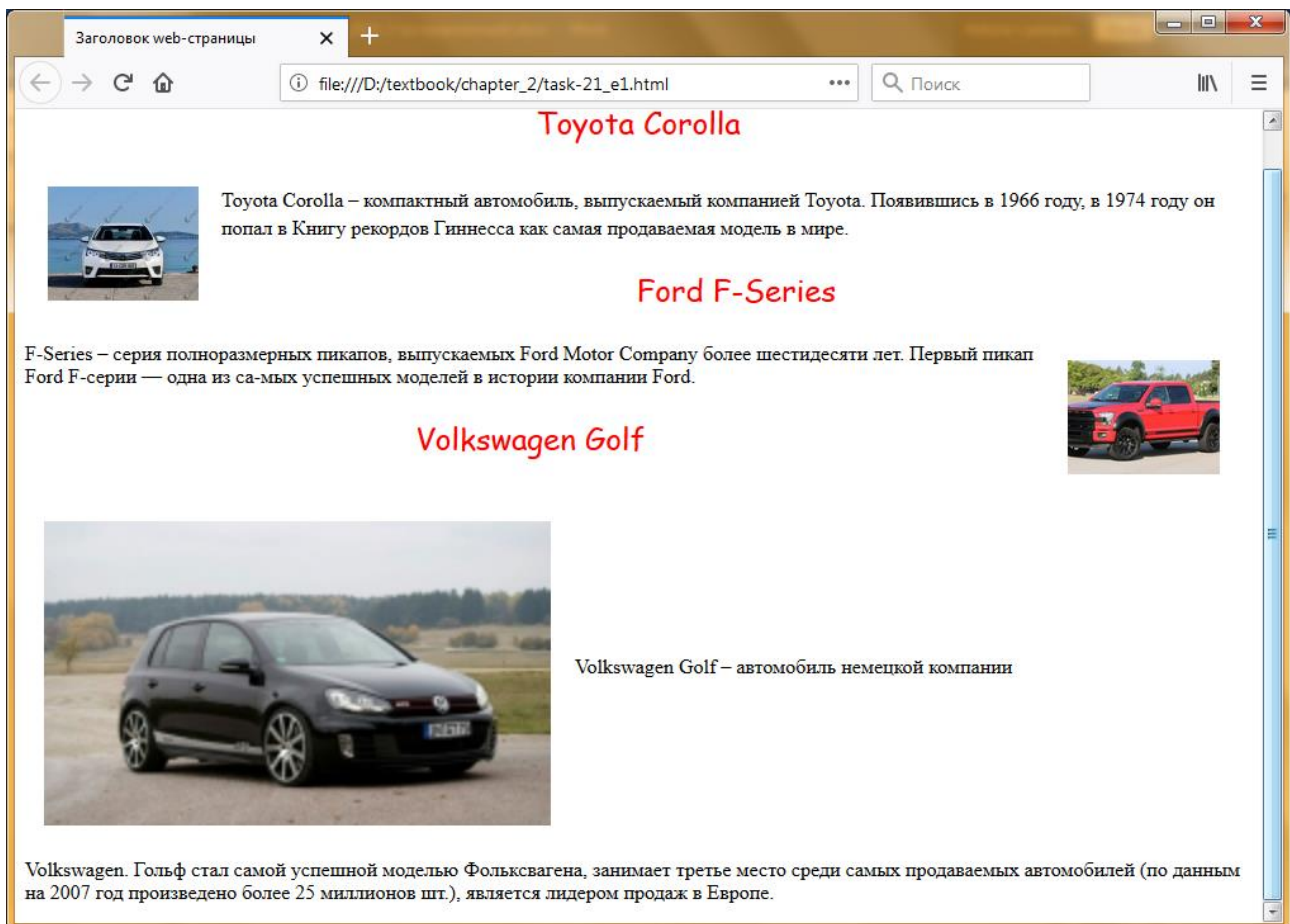 Заголовок web-страницы
file:///D:/textbook/chapter_2/task-21_e1.html
Поиск
Toyota Corolla
Toyota Corolla – компактный автомобиль, выпускаемый компанией Toyota. Появившись в 1966 году, в 1974 году он
попал в Книгу рекордов Гиннесса как самая продаваемая модель в мире.
Ford F-Series
F-Series – серия полноразмерных пикапов, выпускаемых Ford Motor Company более шестидесяти лет. Первый пикап
Ford F-серии — одна из са-мых успешных моделей в истории компании Ford.
Volkswagen Golf
Volkswagen Golf – автомобиль немецкой компании
Volkswagen. Гольф стал самой успешной моделью Фольксвагена, занимает третье место среди самых продаваемых автомобилей (по данным
на 2007 год произведено более 25 миллионов шт.), является лидером продаж в Европе.